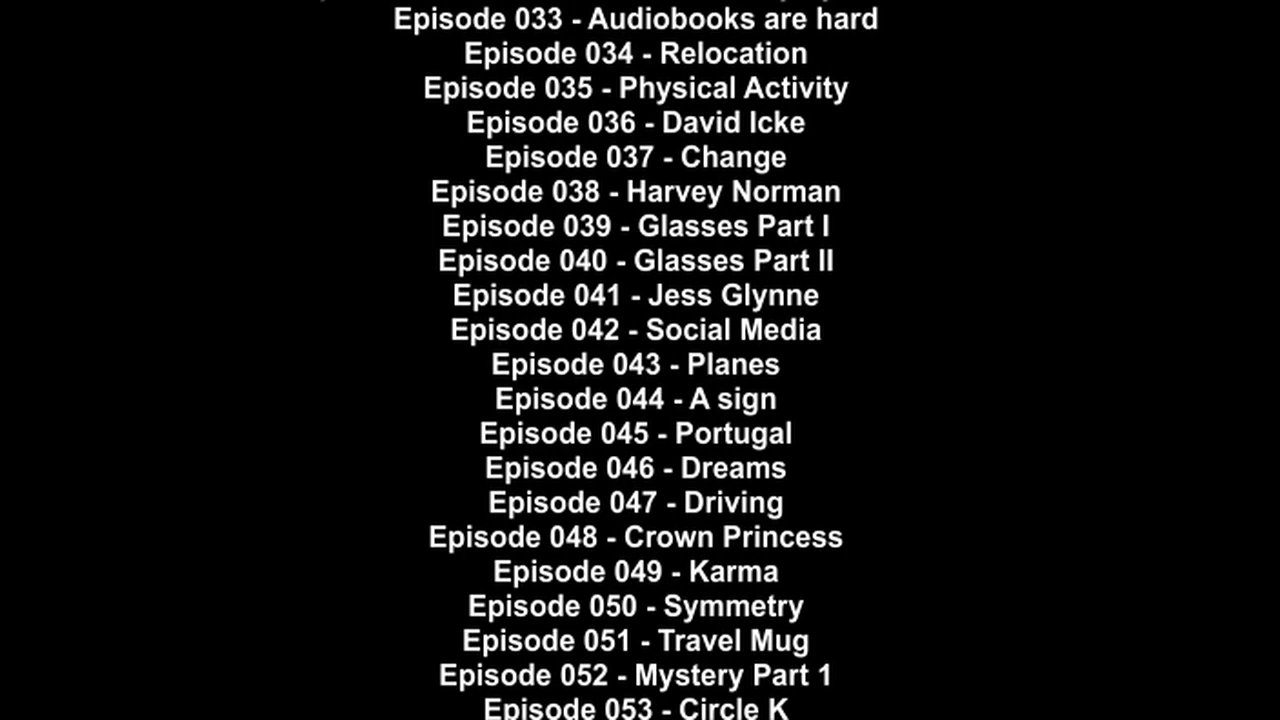 Episode 033 - Audiobooks are hard
Episode 034 - Relocation
Episode 035 - Physical Activity
Episode 036 - David Icke
Episode 037 - Change
Episode 038 - Harvey Norman
Episode 039 - Glasses Part I
Episode 040 - Glasses Part II
Episode 041 - Jess Glynne
Episode 042 - Social Media
Episode 043 - Planes
Episode 044 - A sign
Episode 045 - Portugal
Episode 046 - Dreams
Episode 047 - Driving
Episode 048 - Crown Princess
Episode 049 - Karma
Episode 050 - Symmetry
Episode 051 - Travel Mug
Episode 052 - Mystery Part 1
Episode 053 - Circle K